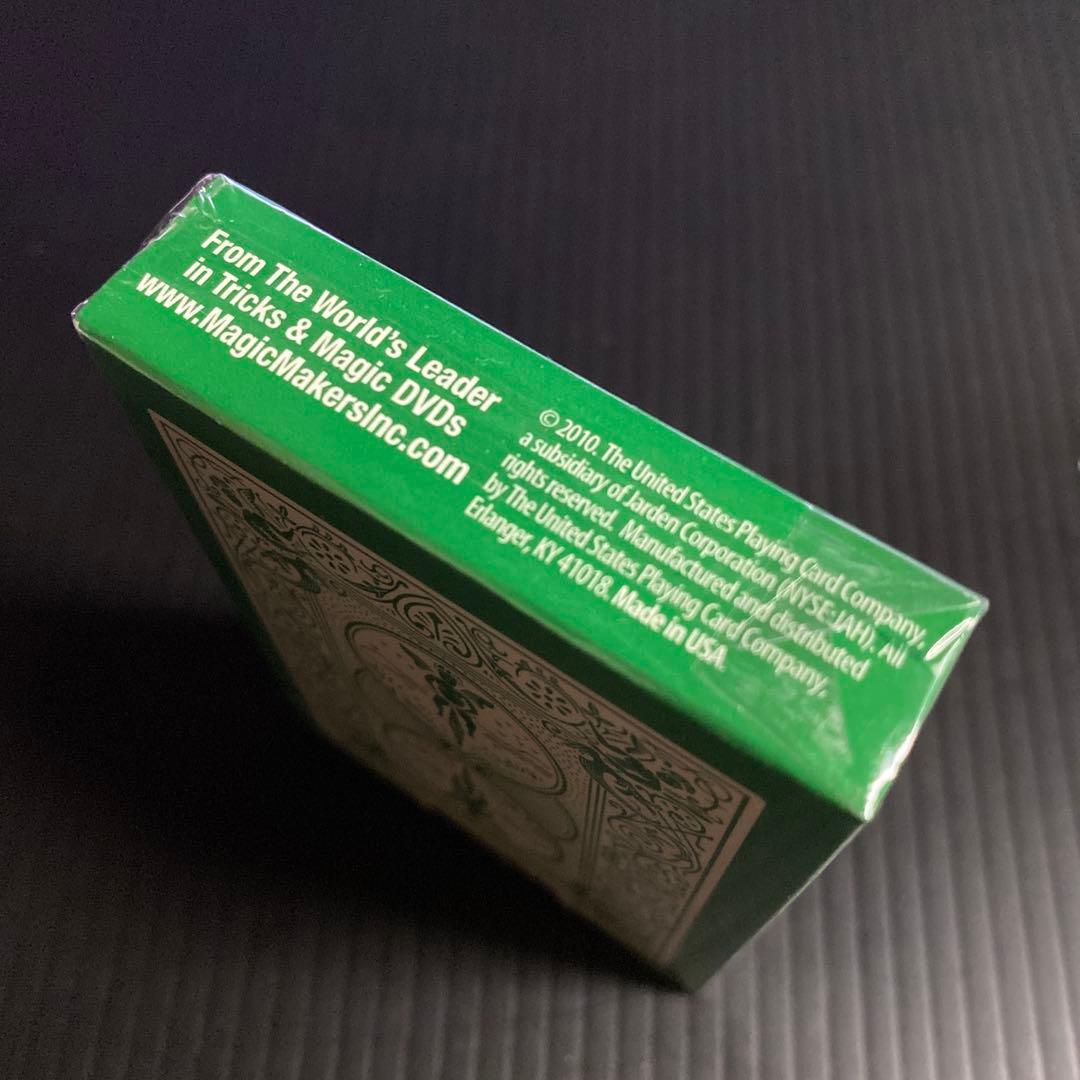 From The World's Leader
in Tricks & Magic DVDs
www.MagicMakersInc.com
© 2010. The United States Playing Card Company,
a subsidiary of Jarden Corporation (NYSE-JAH). All
rights reserved. Manufactured and distributed
by The United States Playing Card Company,
Erlanger, KY 41018. Made in USA